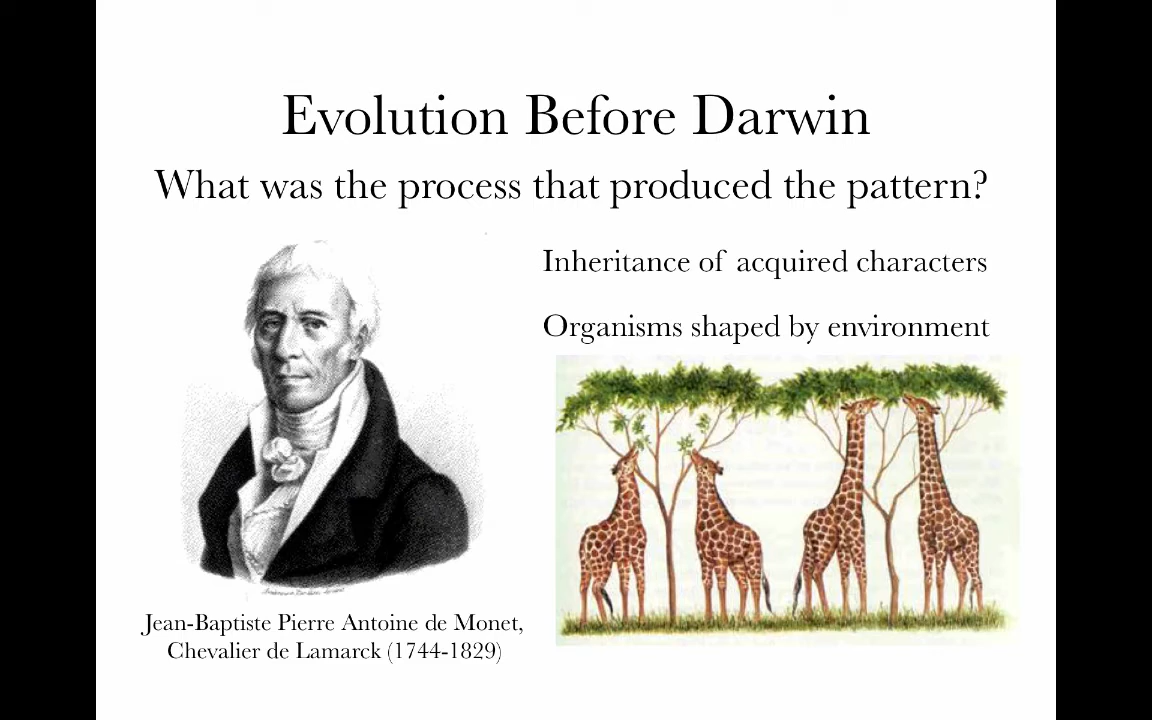 Evolution Before Darwin
What was the process that produced the pattern?
Inheritance of acquired characters
Organisms shaped by environment
Jean-Baptiste Pierre Antoine de Monet,
Chevalier de Lamarck (1744-1829)